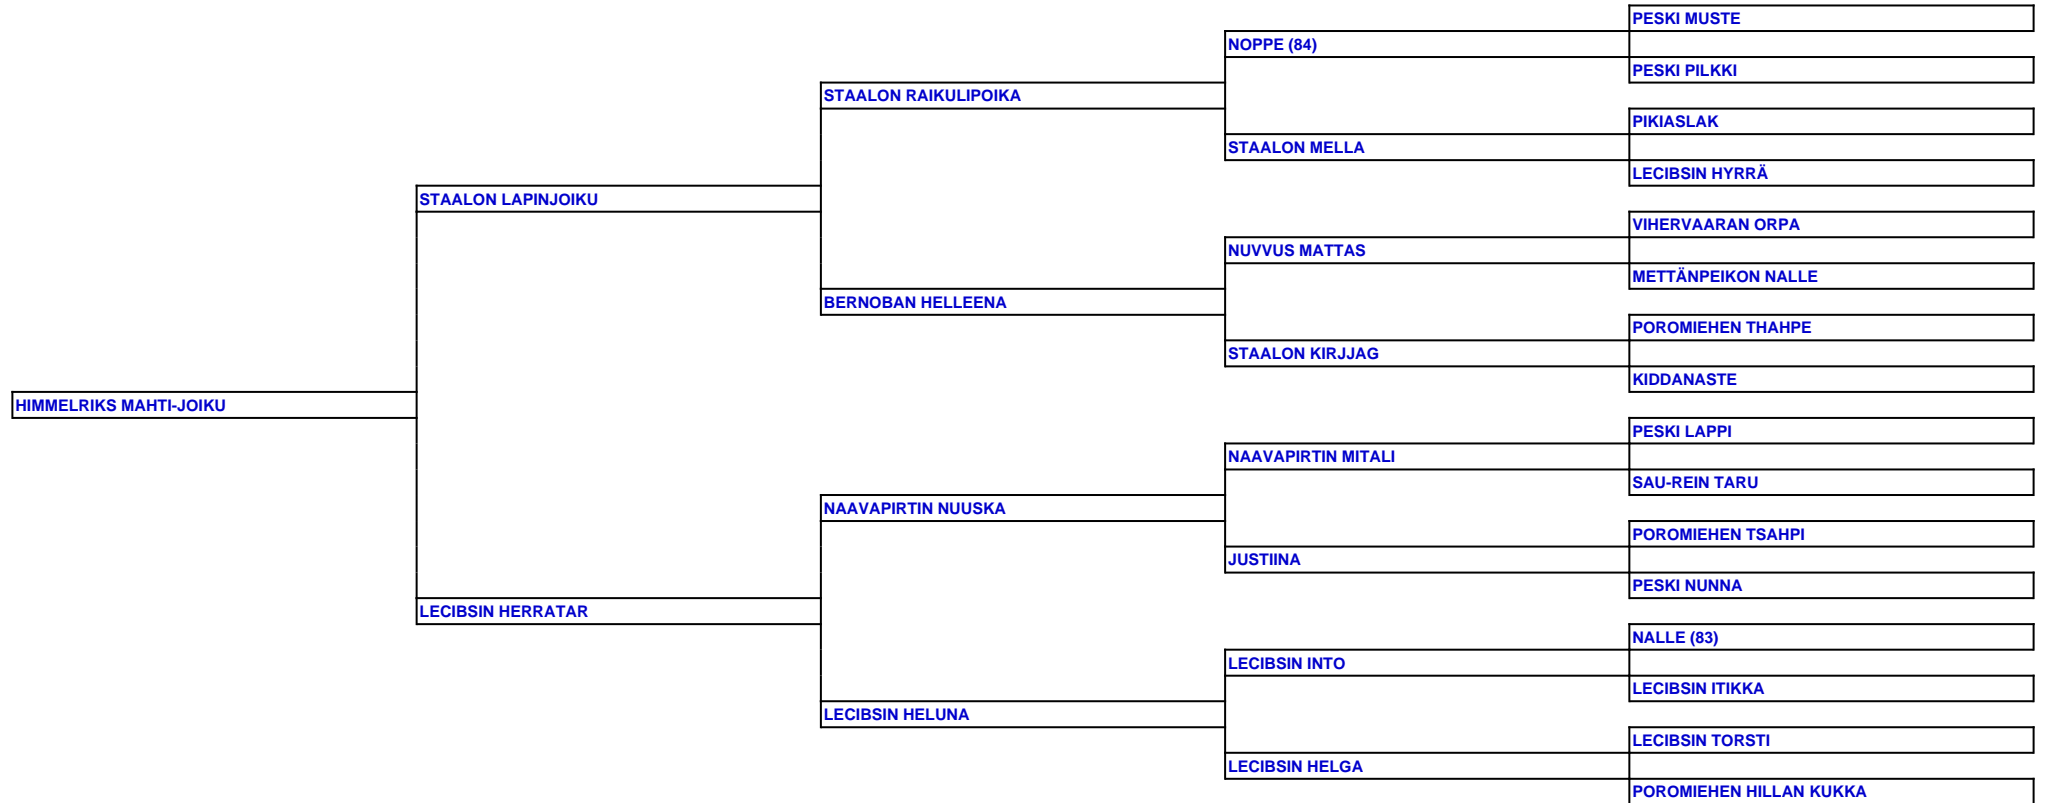 PESKI MUSTE
NOPPE (84)
PESKI PILKKI
STAALON RAIKULIPOIKA
PIKIASLAK
STAALON MELLA
LECIBSIN HYRRÄ
STAALON LAPINJOIKU
VIHERVAARAN ORPA
NUVVUS MATTAS
METTÄNPEIKON NALLE
BERNOBAN HELLEENA
POROMIEHEN THAHPE
STAALON KIRJJAG
KIDDANASTE
HIMMELRIKS MAHTI-JOIKU
PESKI LAPPI
NAAVAPIRTIN MITALI
SAU-REIN TARU
NAAVAPIRTIN NUUSKA
POROMIEHEN TSAHPI
JUSTIINA
PESKI NUNNA
LECIBSIN HERRATAR
NALLE (83)
LECIBSIN INTO
LECIBSIN ITIKKA
LECIBSIN HELUNA
LECIBSIN TORSTI
LECIBSIN HELGA
POROMIEHEN HILLAN KUKKA